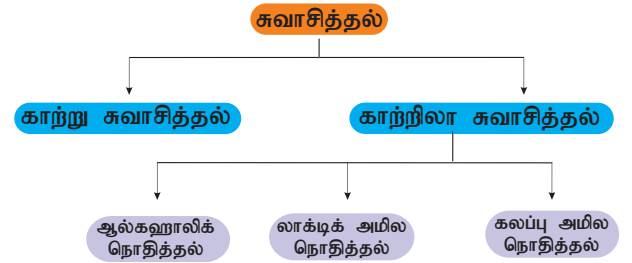 சுவாசித்தல்
காற்று சுவாசித்தல்
காற்றிலா சுவாசித்தல்
ஆல்கஹாலிக்
நொதித்தல்
லாக்டிக் அமில
நொதித்தல்
கலப்பு அமில
நொதித்தல்